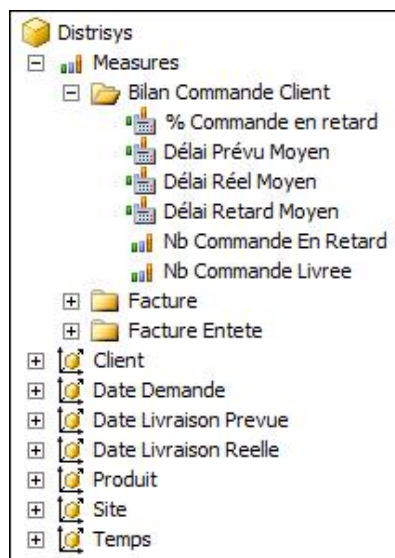 Distrisys
Measures
Bilan Commande Client
% Commande en retard
Délai Prévu Moyen
Délai Réel Moyen
Délai Retard Moyen
Nb Commande En Retard
Nb Commande Livree
Facture
Facture Entete
Client
Date Demande
Date Livraison Prevue
Date Livraison Reelle
Produit
Site
Temps